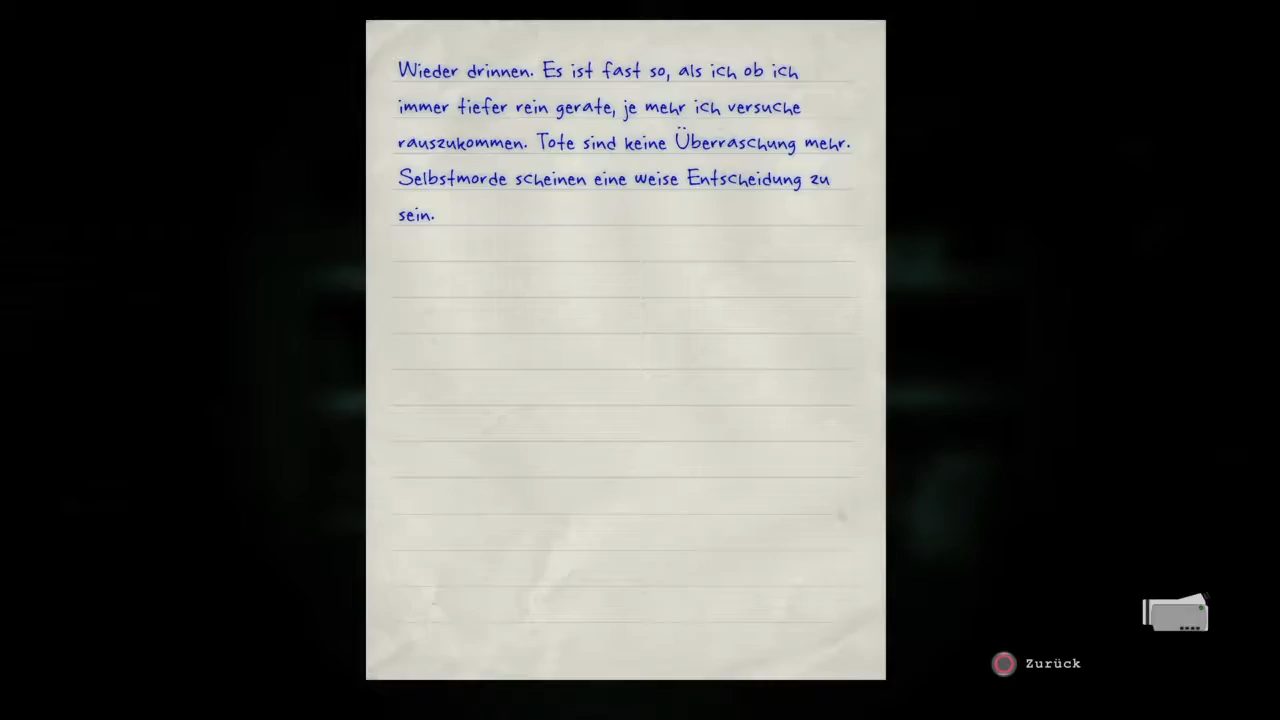 Wieder drinnen. Es ist fast so, als ich ob ich
immer tiefer rein gerate, je mehr ich versuche
rauszukommen. Tote sind keine Überraschung mehr.
Selbstmorde scheinen eine weise Entscheidung zu
sein.
Zurück